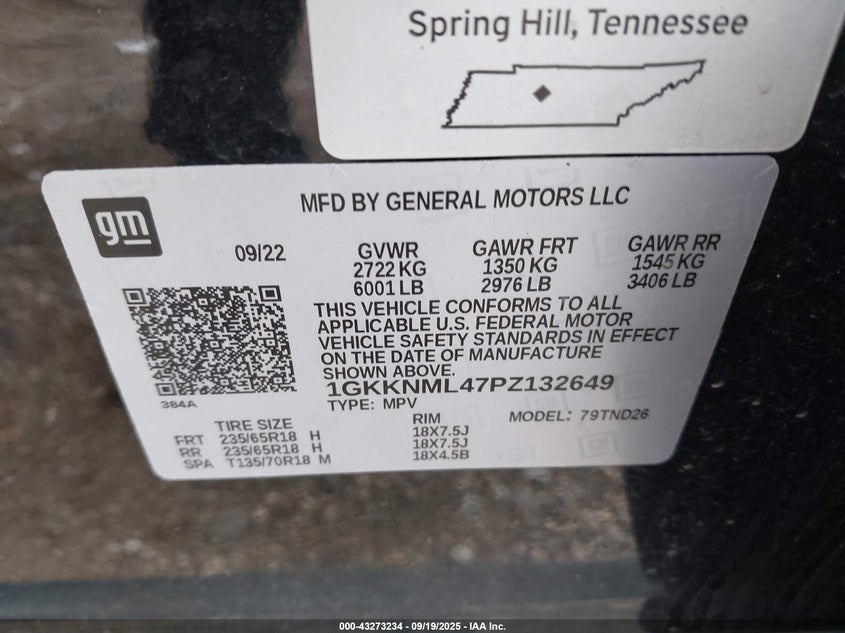 Spring Hill, Tennessee
gm
MFD BY GENERAL MOTORS LLC
09/22 GVWR GAWR FRT GAWR RR
2722 KG 1350 KG 1545 KG
6001 LB 2976 LB 3406 LB
THIS VEHICLE CONFORMS TO ALL
APPLICABLE U.S. FEDERAL MOTOR
VEHICLE SAFETY STANDARDS IN EFFECT
ON THE DATE OF MANUFACTURE
SHOWN ABOVE.
1GKKNML47PZ132649
384A
TYPE: MPV MODEL: 79TND26
TIRE SIZE RIM
FRT 235/65R18 H 18X7.5J
RR 235/65R18 H 18X7.5J
SPA T135/70R18 M 18X4.5B
000-43273234 - 09/19/2025 - IAA Inc.